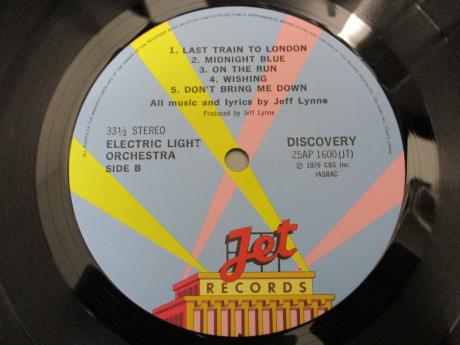 1. LAST TRAIN TO LONDON
2. MIDNIGHT BLUE
3. ON THE RUN
4. WISHING
5. DON'T BRING ME DOWN
All music and lyrics by Jeff Lynne
Produced by Jeff Lynne
33⅓ STEREO
ELECTRIC LIGHT
ORCHESTRA
SIDE B
DISCOVERY
25AP 1600(JT)
Ⓟ 1979 CBS Inc.
JASRAC
Jet
RECORDS